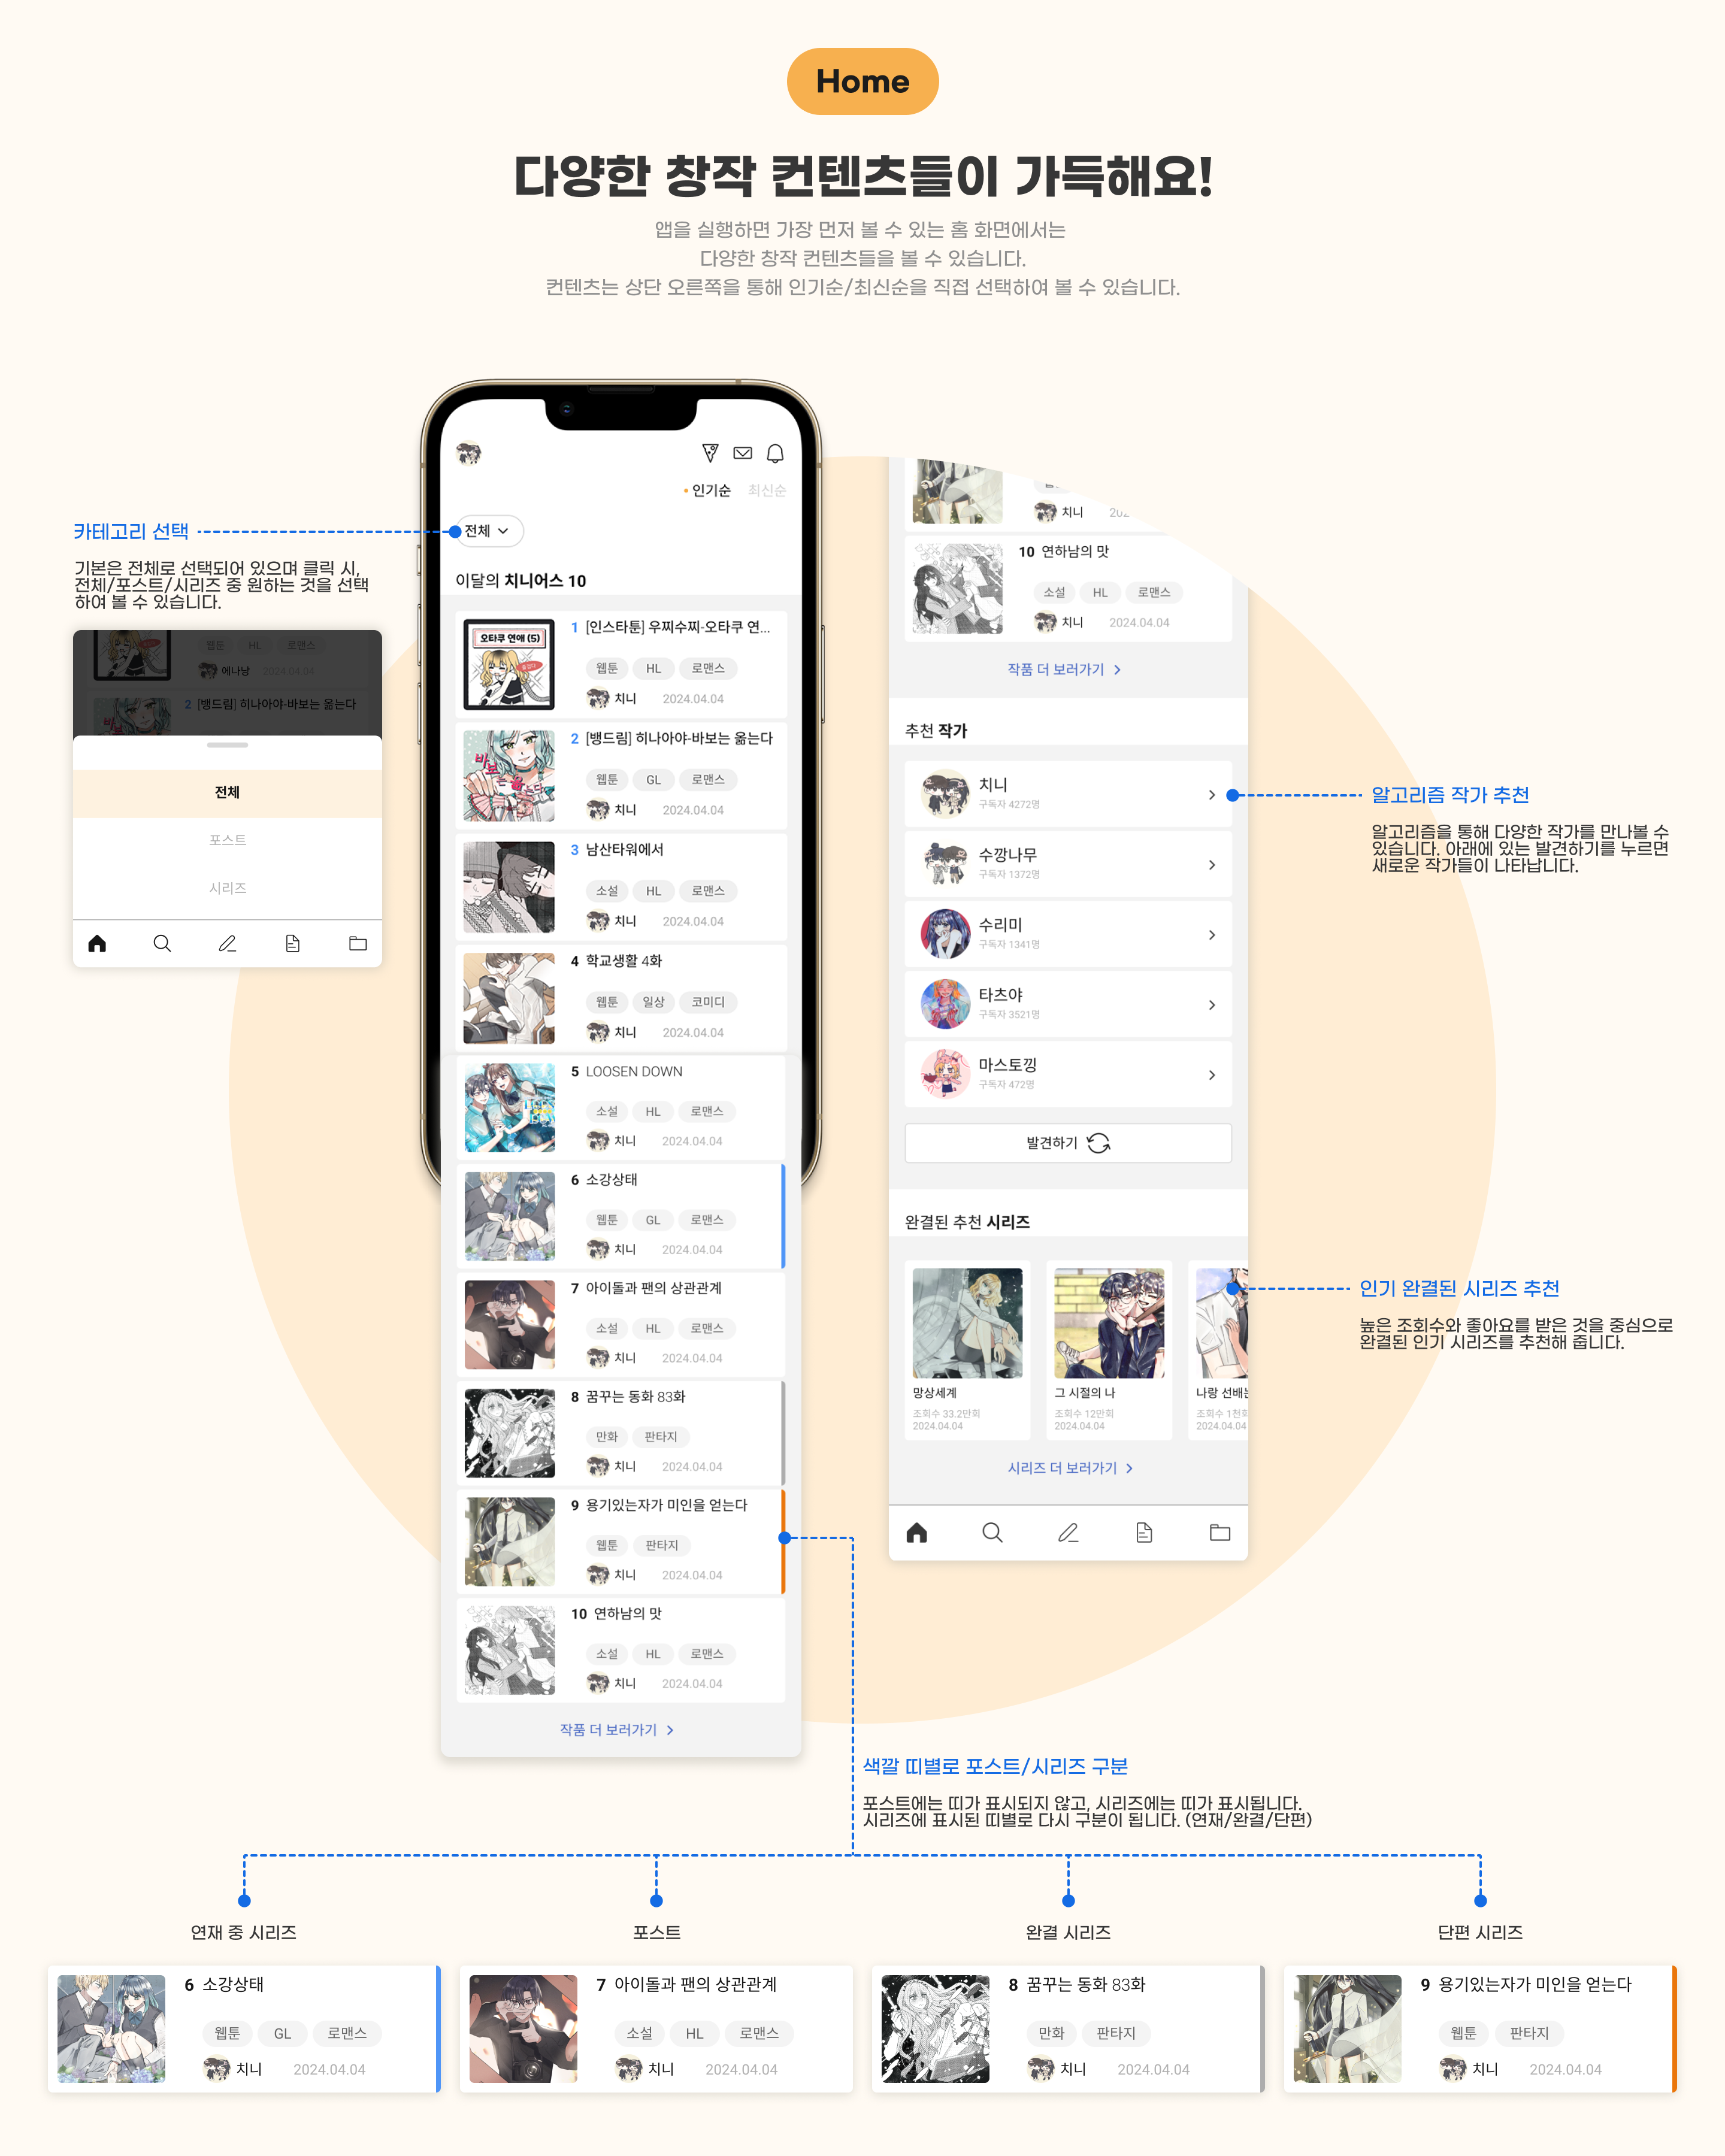 Home
다양한 창작 컨텐츠들이 가득해요!
앱을 실행하면 가장 먼저 볼 수 있는 홈 화면에서는
다양한 창작 컨텐츠들을 볼 수 있습니다.
컨텐츠는 상단 오른쪽을 통해 인기순/최신순을 직접 선택하여 볼 수 있습니다.
카테고리 선택
기본은 전체로 선택되어 있으며 클릭 시,
전체/포스트/시리즈 중 원하는 것을 선택
하여 볼 수 있습니다.
웹툰 HL 로맨스
에나낭 2024.04.04
2 [뱅드림] 히나아야-바보는 옮는다
전체
포스트
시리즈
인기순 최신순
전체
이달의 치니어스 10
오타쿠 연애 (5)
1 [인스타툰] 우찌수찌-오타쿠 연...
웹툰 HL 로맨스
치니 2024.04.04
바보는 옮는다
2 [뱅드림] 히나아야-바보는 옮는다
웹툰 GL 로맨스
치니 2024.04.04
3 남산타워에서
소설 HL 로맨스
치니 2024.04.04
4 학교생활 4화
웹툰 일상 코미디
치니 2024.04.04
5 LOOSEN DOWN
소설 HL 로맨스
치니 2024.04.04
6 소강상태
웹툰 GL 로맨스
치니 2024.04.04
7 아이돌과 팬의 상관관계
소설 HL 로맨스
치니 2024.04.04
8 꿈꾸는 동화 83화
만화 판타지
치니 2024.04.04
9 용기있는자가 미인을 얻는다
웹툰 판타지
치니 2024.04.04
10 연하남의 맛
소설 HL 로맨스
치니 2024.04.04
작품 더 보러가기
치니
10 연하남의 맛
소설 HL 로맨스
치니 2024.04.04
작품 더 보러가기
추천 작가
치니
구독자 4272명
수깡나무
구독자 1372명
수리미
구독자 1341명
타츠야
구독자 3521명
마스토낑
구독자 472명
발견하기
알고리즘 작가 추천
알고리즘을 통해 다양한 작가를 만나볼 수
있습니다. 아래에 있는 발견하기를 누르면
새로운 작가들이 나타납니다.
완결된 추천 시리즈
망상세계
조회수 33.2만회
2024.04.04
그 시절의 나
조회수 12만회
2024.04.04
나랑 선배는
조회수 1천회
2024.04.04
시리즈 더 보러가기
인기 완결된 시리즈 추천
높은 조회수와 좋아요를 받은 것을 중심으로
완결된 인기 시리즈를 추천해 줍니다.
색깔 띠별로 포스트/시리즈 구분
포스트에는 띠가 표시되지 않고, 시리즈에는 띠가 표시됩니다.
시리즈에 표시된 띠별로 다시 구분이 됩니다. (연재/완결/단편)
연재 중 시리즈
6 소강상태
웹툰 GL 로맨스
치니 2024.04.04
포스트
7 아이돌과 팬의 상관관계
소설 HL 로맨스
치니 2024.04.04
완결 시리즈
8 꿈꾸는 동화 83화
만화 판타지
치니 2024.04.04
단편 시리즈
9 용기있는자가 미인을 얻는다
웹툰 판타지
치니 2024.04.04